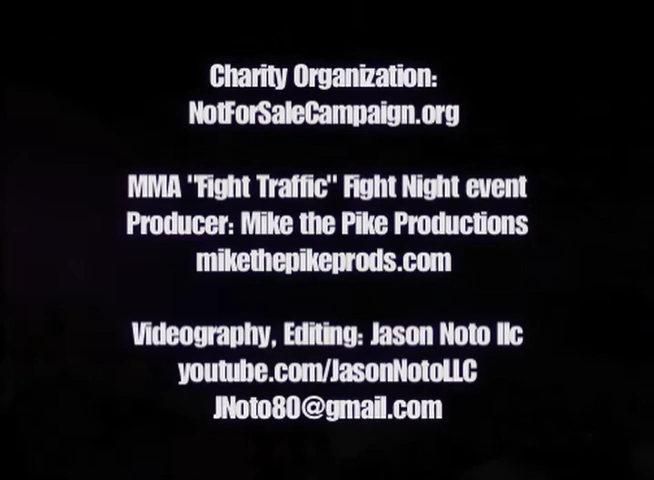 Charity Organization:
NotForSaleCampaign.org
MMA "Fight Traffic" Fight Night event
Producer: Mike the Pike Productions
mikethepikeprods.com
Videography, Editing: Jason Noto llc
youtube.com/JasonNotoLLC
JNoto80@gmail.com